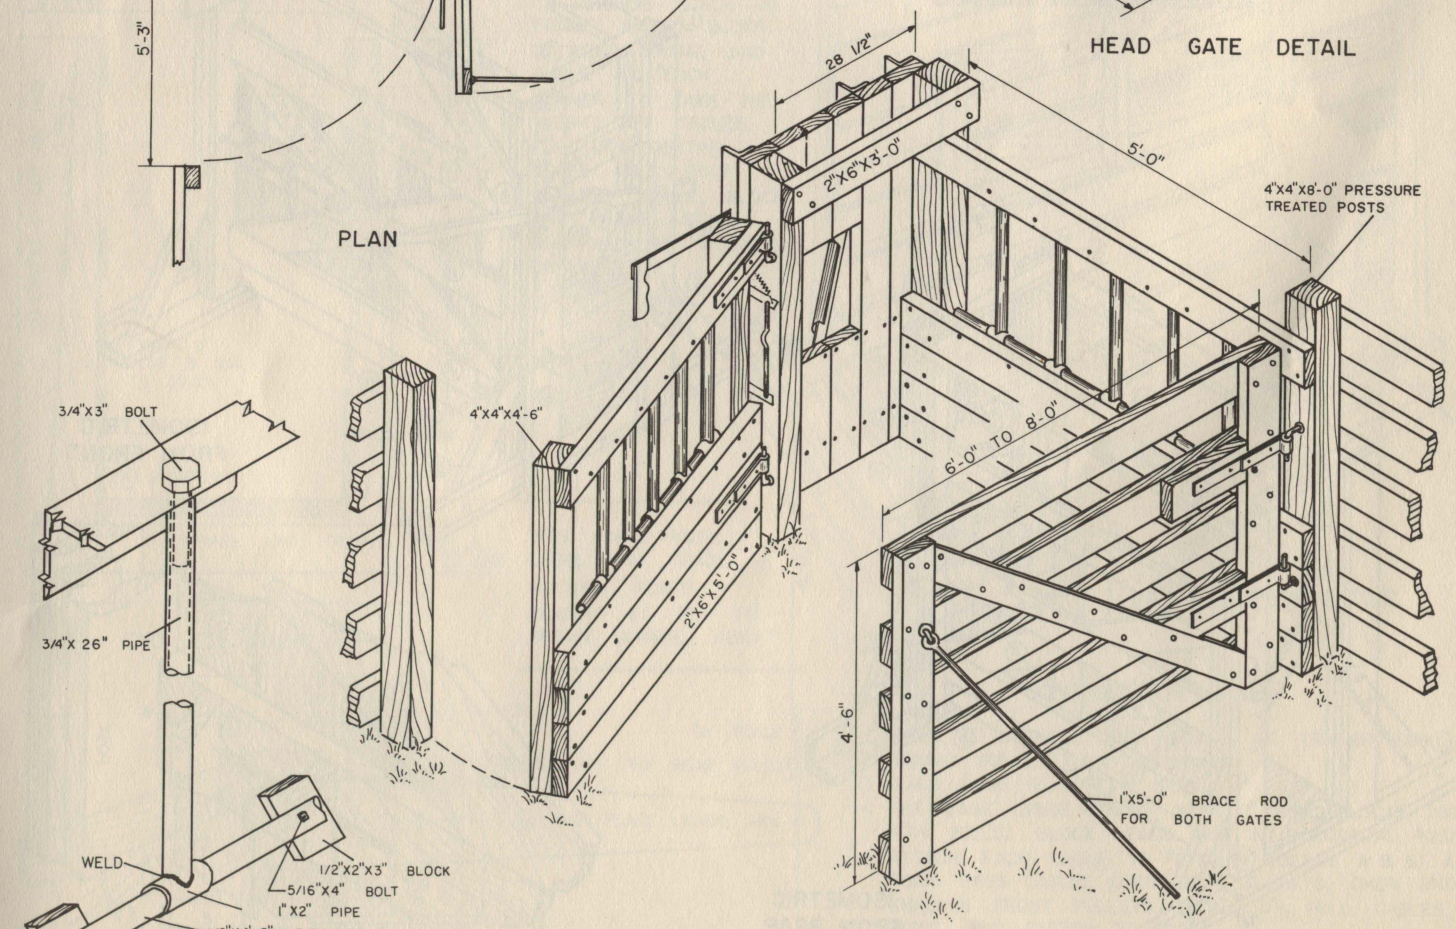 5'-3"
28 1/2"
HEAD GATE DETAIL
2"X6"X3'-0"
5'-0"
4"X4"X8'-0" PRESSURE
TREATED POSTS
PLAN
3/4"X3" BOLT
4"X4"X4'-6"
6'-0" TO 8'-0"
3/4"X 26" PIPE
2"X6"X5'-0"
4'-6"
1"X5'-0" BRACE ROD
FOR BOTH GATES
WELD
1/2"X2"X3" BLOCK
5/16"X4" BOLT
1"X2" PIPE